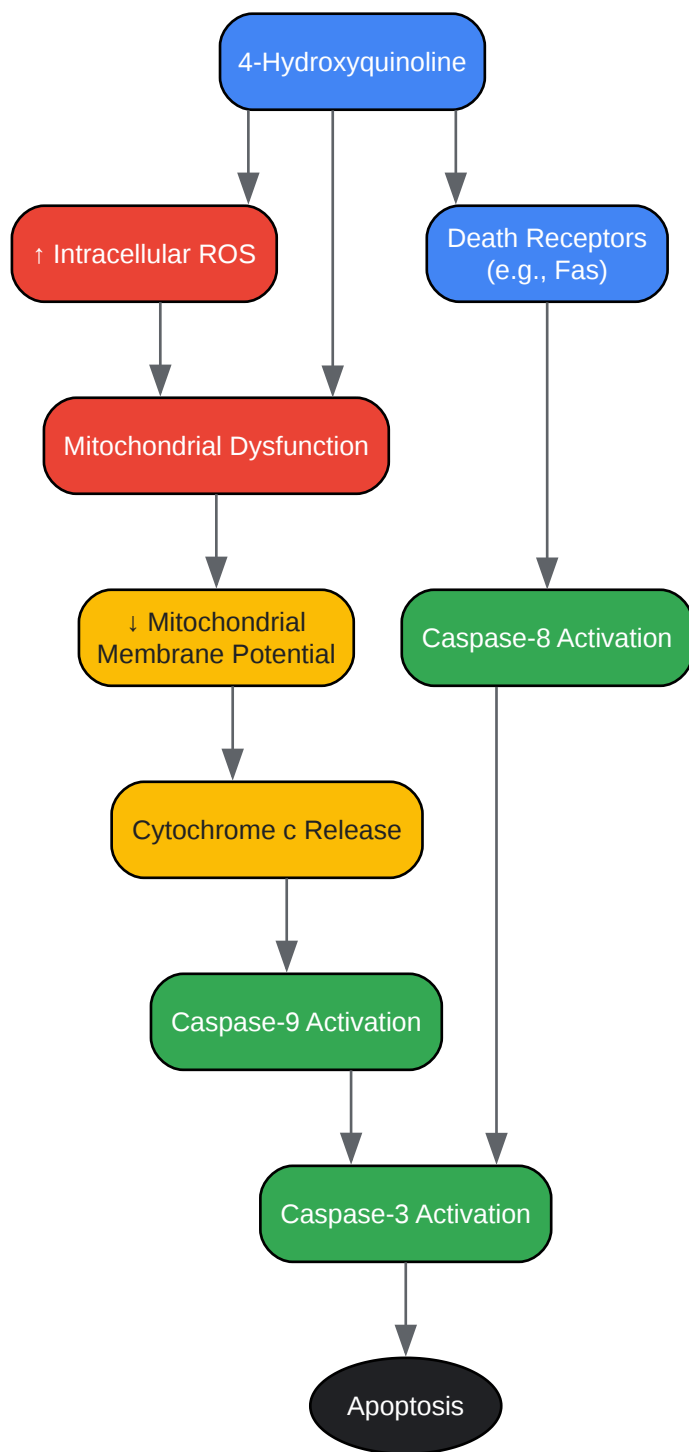 4-Hydroxyquinoline
↑ Intracellular ROS
Death Receptors
(e.g., Fas)
Mitochondrial Dysfunction
↓ Mitochondrial
Membrane Potential
Caspase-8 Activation
Cytochrome c Release
Caspase-9 Activation
Caspase-3 Activation
Apoptosis